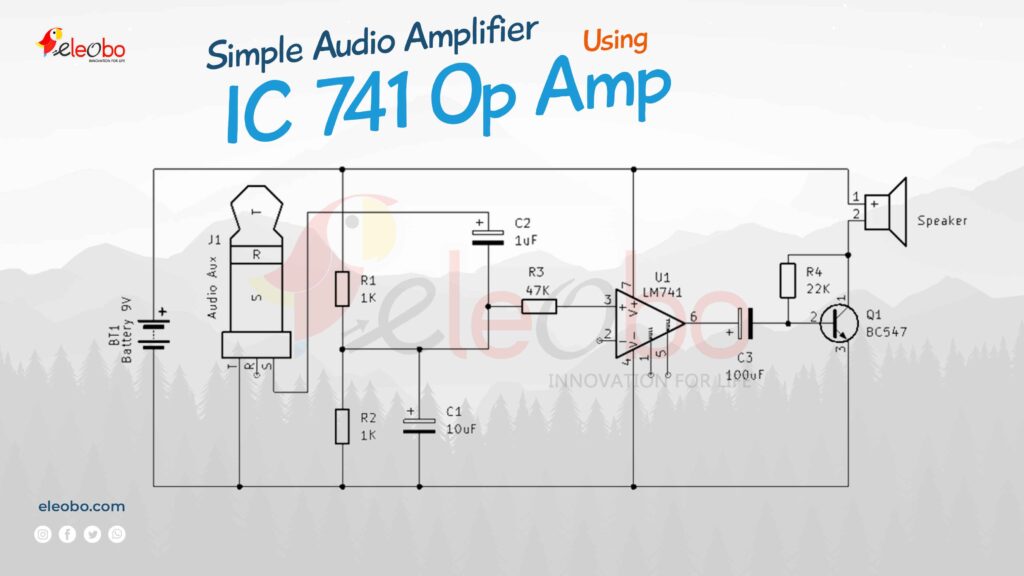 eleobo
INNOVATION FOR LIFE
Simple Audio Amplifier Using
IC 741 Op Amp
J1
Audio Aux
T
R
S
T
R
S
BT1
Battery 9V
+
R1
1K
R2
1K
+
C1
10uF
+
C2
1uF
R3
47K
U1
LM741
3
+
2
-
7
V+
V-
4
1
5
6
+
C3
100uF
R4
22K
1
2
3
Q1
BC547
1
2
+
Speaker
eleobo
INNOVATION FOR LIFE
eleobo.com